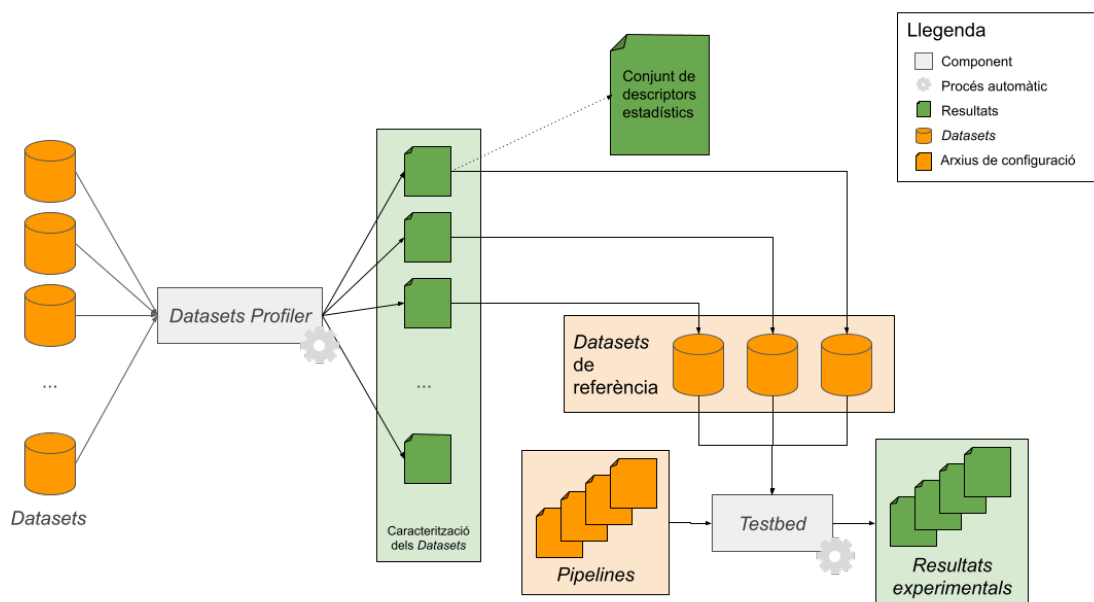 Llegenda
Component
Procés automàtic
Resultats
Datasets
Arxius de configuració
Conjunt de
descriptors
estadístics
Datasets Profiler
...
Datasets
...
Caracterització
dels Datasets
Datasets
de
referència
Pipelines
Testbed
Resultats
experimentals